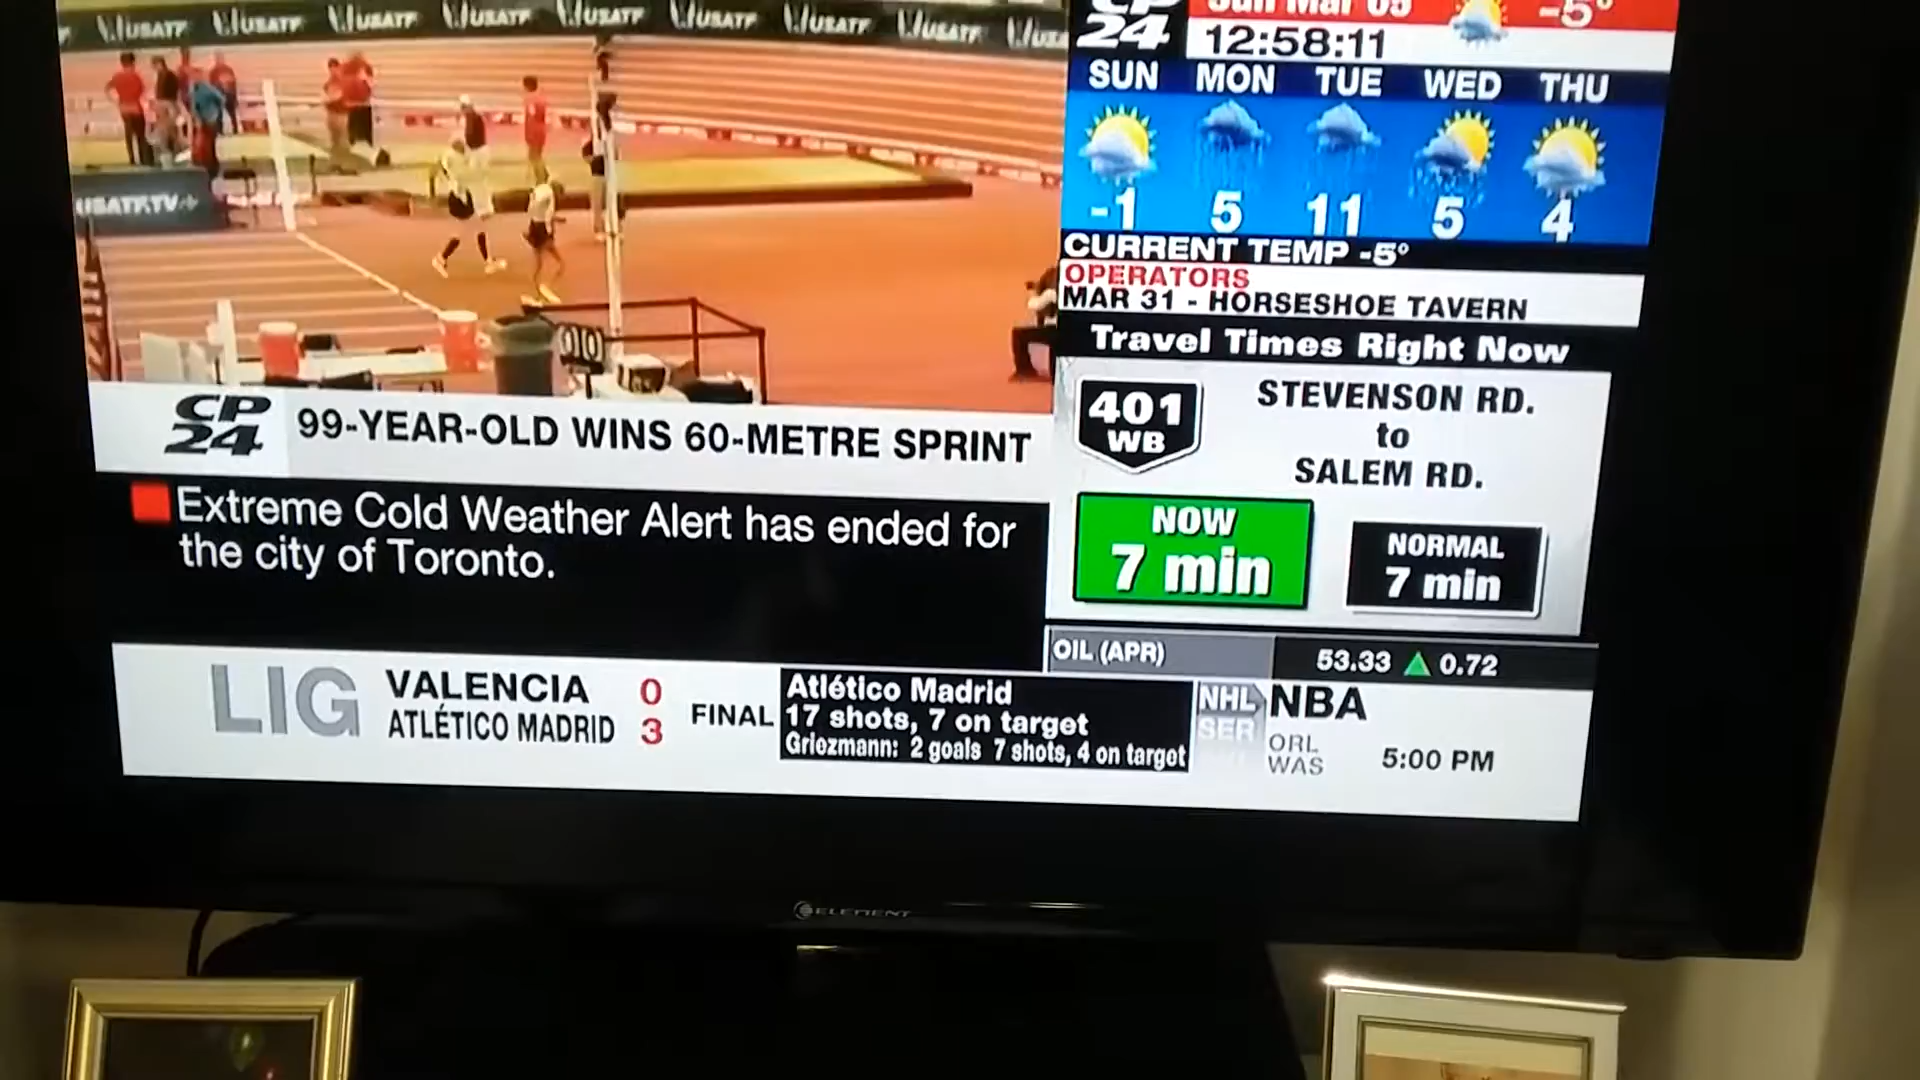 USATF USATF USATF USATF USATF USATF USATF USATF
USATF.TV+
CP
24
Sun Mar 05
-5°
12:58:11
SUN MON TUE WED THU
-1 5 11 5 4
CURRENT TEMP -5°
OPERATORS
MAR 31 - HORSESHOE TAVERN
Travel Times Right Now
401
WB
STEVENSON RD.
to
SALEM RD.
NOW
7 min
NORMAL
7 min
CP
24
99-YEAR-OLD WINS 60-METRE SPRINT
Extreme Cold Weather Alert has ended for
the city of Toronto.
OIL (APR) 53.33 ▲ 0.72
LIG
VALENCIA 0
ATLÉTICO MADRID 3
FINAL
Atlético Madrid
17 shots, 7 on target
Griezmann: 2 goals 7 shots, 4 on target
NHL
SER
NBA
ORL
WAS
5:00 PM
ELEMENT